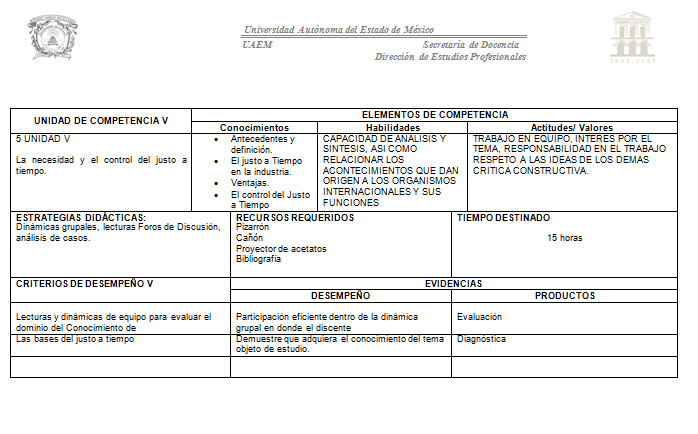 Universidad Autónoma del Estado de México
UAEM Secretaría de Docencia
Dirección de Estudios Profesionales
UNIDAD DE COMPETENCIA V
ELEMENTOS DE COMPETENCIA
Conocimientos
Habilidades
Actitudes/ Valores
5 UNIDAD V
La necesidad y el control del justo a
tiempo.
• Antecedentes y
definición.
• El justo a Tiempo
en la industria.
• Ventajas.
• El control del Justo
a Tiempo
CAPACIDAD DE ANALISIS Y
SINTESIS, ASI COMO
RELACIONAR LOS
ACONTECIMIENTOS QUE DAN
ORIGEN A LOS ORGANISMOS
INTERNACIONALES Y SUS
FUNCIONES
TRABAJO EN EQUIPO, INTERES POR EL
TEMA, RESPONSABILIDAD EN EL TRABAJO
RESPETO A LAS IDEAS DE LOS DEMAS
CRITICA CONSTRUCTIVA.
ESTRATEGIAS DIDÁCTICAS:
Dinámicas grupales, lecturas Foros de Discusión,
análisis de casos.
RECURSOS REQUERIDOS
Pizarrón
Cañón
Proyector de acetatos
Bibliografía
TIEMPO DESTINADO
15 horas
CRITERIOS DE DESEMPEÑO V
EVIDENCIAS
DESEMPEÑO
PRODUCTOS
Lecturas y dinámicas de equipo para evaluar el
dominio del Conocimiento de
Participación eficiente dentro de la dinámica
grupal en donde el discente
Evaluación
Las bases del justo a tiempo
Demuestre que adquiera el conocimiento del tema
objeto de estudio.
Diagnóstica